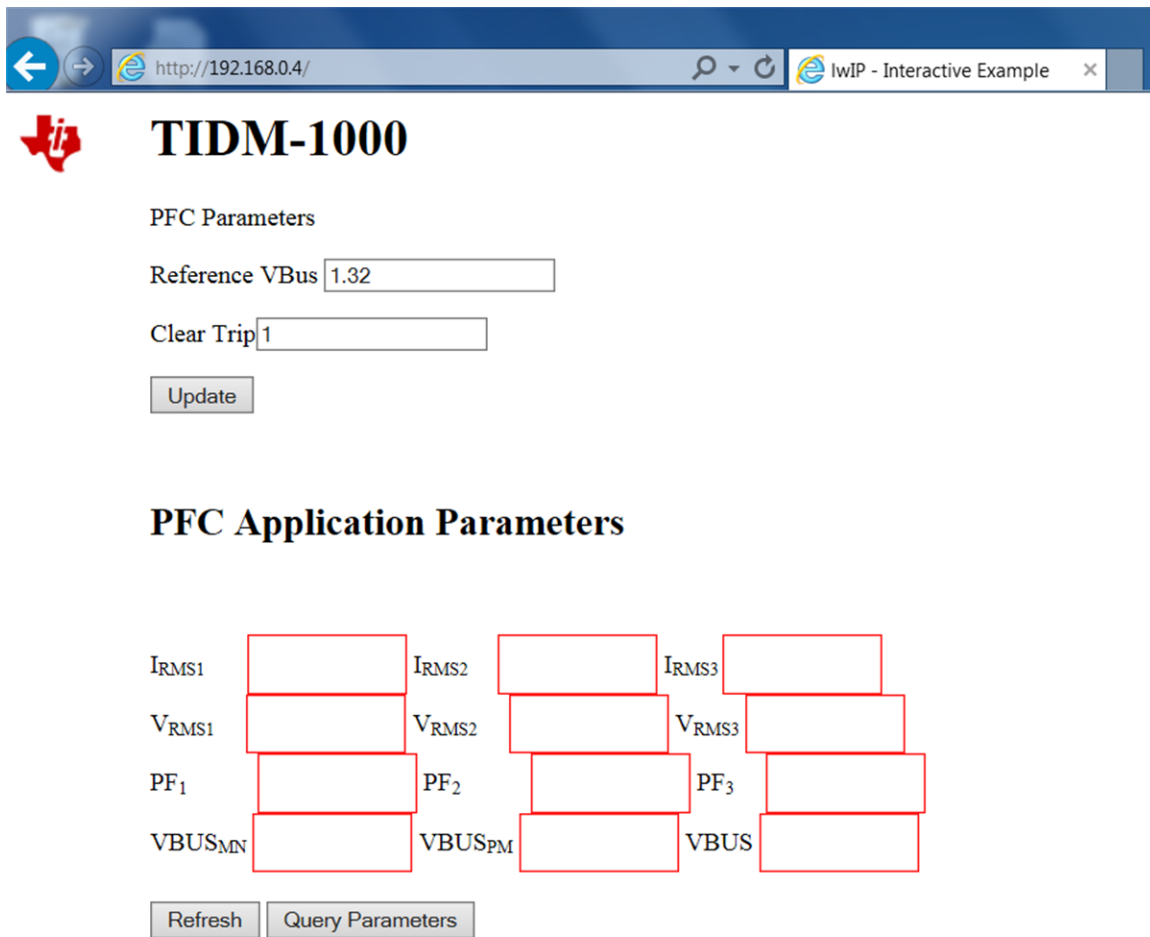 http://192.168.0.4/ lwIP - Interactive Example
TIDM-1000
PFC Parameters
Reference VBus 1.32
Clear Trip 1
Update
PFC Application Parameters
IRMS1 IRMS2 IRMS3
VRMS1 VRMS2 VRMS3
PF1 PF2 PF3
VBUSMN VBUSPM VBUS
Refresh Query Parameters